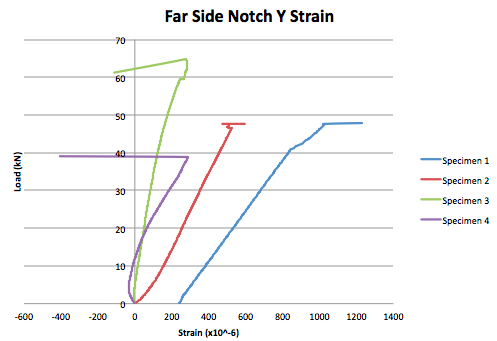 Far Side Notch Y Strain
70
60
50
40
30
20
10
0
Load (kN)
-600 -400 -200 0 200 400 600 800 1000 1200 1400
Strain (x10^-6)
Specimen 1
Specimen 2
Specimen 3
Specimen 4